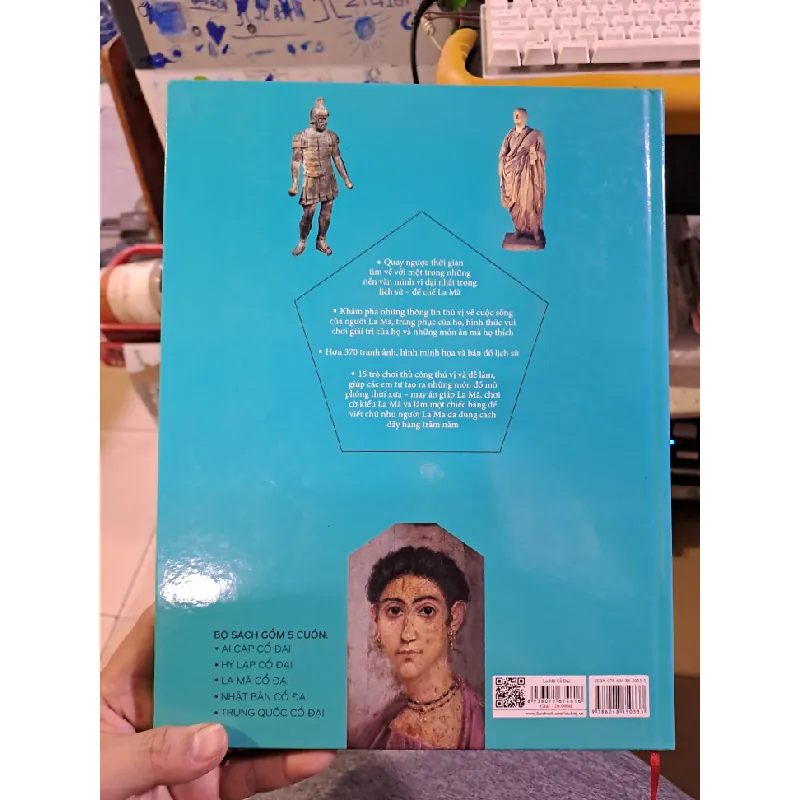 • Quay ngược thời gian
tìm về với một trong những
nền văn minh vĩ đại nhất trong
lịch sử – đế chế La Mã
• Khám phá những thông tin thú vị về cuộc sống
của người La Mã, trang phục của họ, hình thức vui
chơi giải trí của họ và những món ăn mà họ thích
• Hơn 370 tranh ảnh, hình minh họa và bản đồ lịch sử
• 15 trò chơi thủ công thú vị và dễ làm,
giúp các em tự tạo ra những món đồ mô
phỏng thời xưa – may áo giáp La Mã, chơi
cờ kiểu La Mã và làm một chiếc bảng để
viết chữ như người La Mã đã dùng cách
đây hàng trăm năm
BỘ SÁCH GỒM 5 CUỐN:
• AI CẬP CỔ ĐẠI
• HY LẠP CỔ ĐẠI
• LA MÃ CỔ ĐẠI
• NHẬT BẢN CỔ ĐẠI
• TRUNG QUỐC CỔ ĐẠI
LA MÃ CỔ ĐẠI